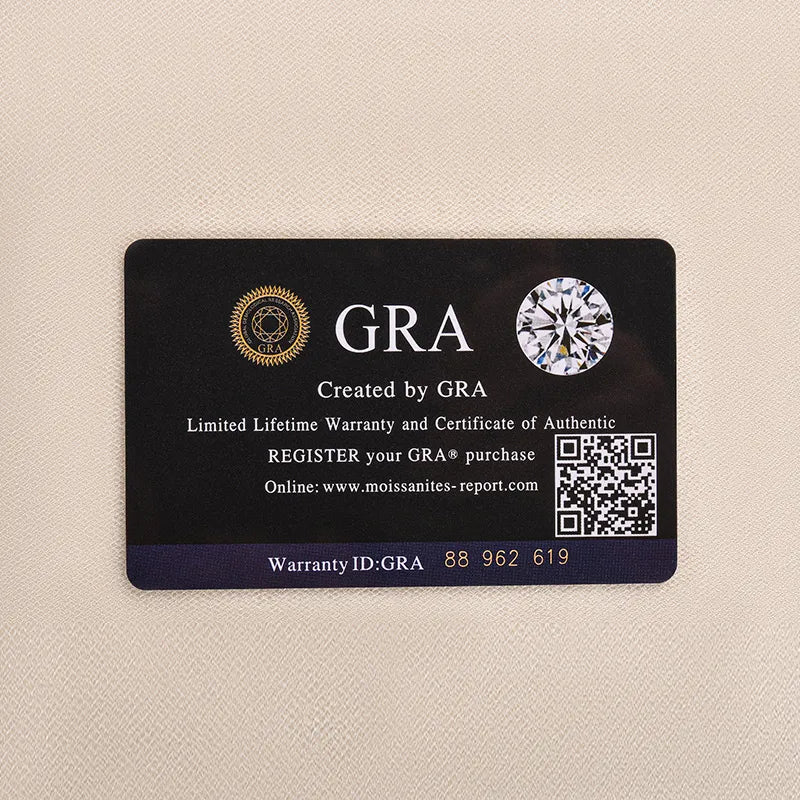 GRA
GRA
Created by GRA
Limited Lifetime Warranty and Certificate of Authentic
REGISTER your GRA® purchase
Online: www.moissanites-report.com
Warranty ID:GRA 88 962 619